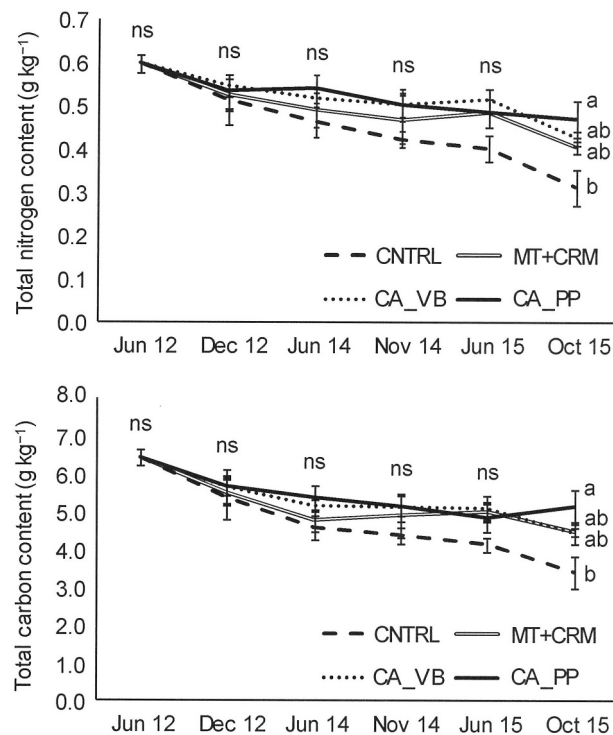 Total nitrogen content (g kg⁻¹)
0.7
0.6
0.5
0.4
0.3
0.2
0.1
0.0
ns ns ns ns ns
a
ab
ab
b
CNTRL MT+CRM
CA_VB CA_PP
Jun 12 Dec 12 Jun 14 Nov 14 Jun 15 Oct 15
Total carbon content (g kg⁻¹)
8.0
7.0
6.0
5.0
4.0
3.0
2.0
1.0
0.0
ns ns ns ns ns
a
ab
ab
b
CNTRL MT+CRM
CA_VB CA_PP
Jun 12 Dec 12 Jun 14 Nov 14 Jun 15 Oct 15